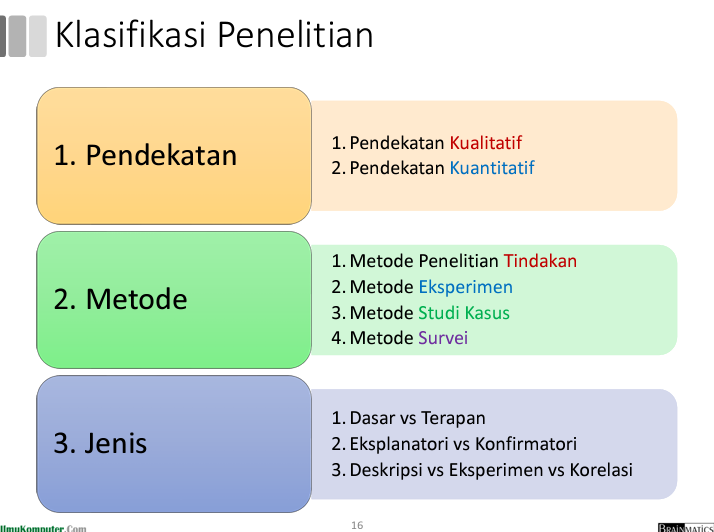 Klasifikasi Penelitian
1. Pendekatan
1. Pendekatan Kualitatif
2. Pendekatan Kuantitatif
2. Metode
1. Metode Penelitian Tindakan
2. Metode Eksperimen
3. Metode Studi Kasus
4. Metode Survei
3. Jenis
1. Dasar vs Terapan
2. Eksplanatori vs Konfirmatori
3. Deskripsi vs Eksperimen vs Korelasi
IlmuKomputer.Com
16
BRAINMATICS